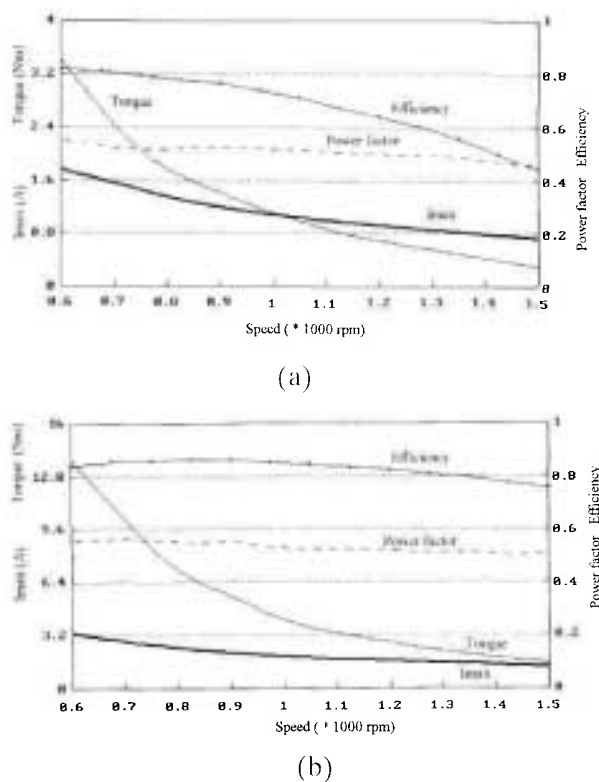 4
3.2
2.4
1.6
0.8
0
Torque (Nm)
Irms (A)
1
0.8
0.6
0.4
0.2
0
Power factor Efficiency
Torque
Efficiency
Power factor
Irms
0.6 0.7 0.8 0.9 1 1.1 1.2 1.3 1.4 1.5
Speed ( * 1000 rpm)
(a)
16
12.8
9.6
6.4
3.2
0
Torque (Nm)
Irms (A)
1
0.8
0.6
0.4
0.2
0
Power factor Efficiency
Efficiency
Power factor
Torque
Irms
0.6 0.7 0.8 0.9 1 1.1 1.2 1.3 1.4 1.5
Speed ( * 1000 rpm)
(b)